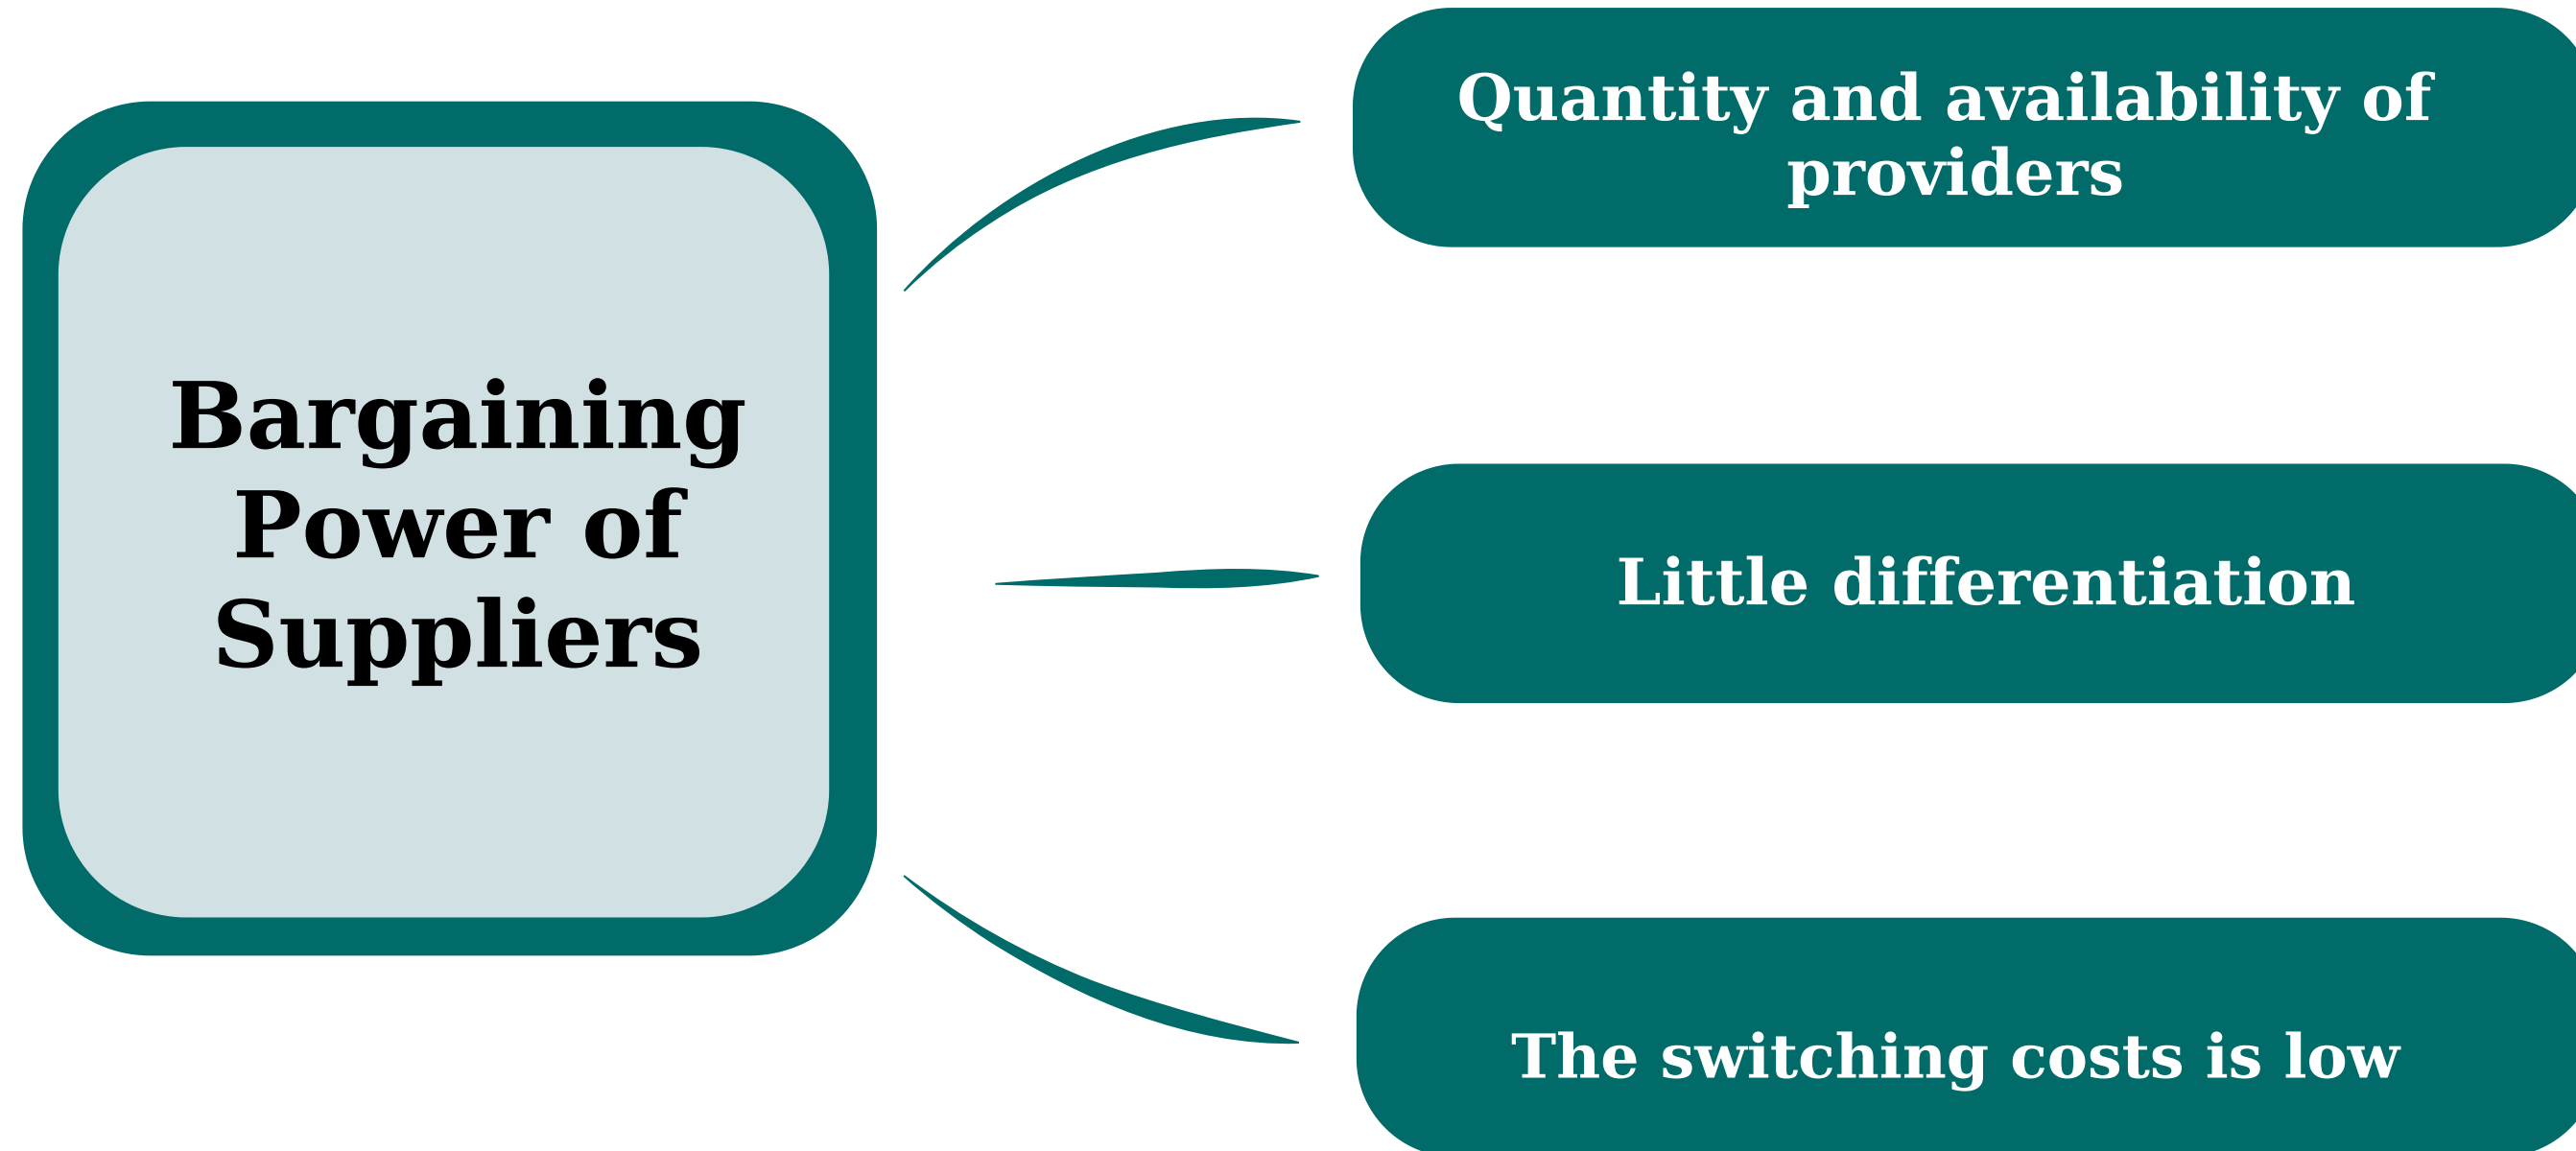 Bargaining
Power of
Suppliers
Quantity and availability of
providers
Little differentiation
The switching costs is low